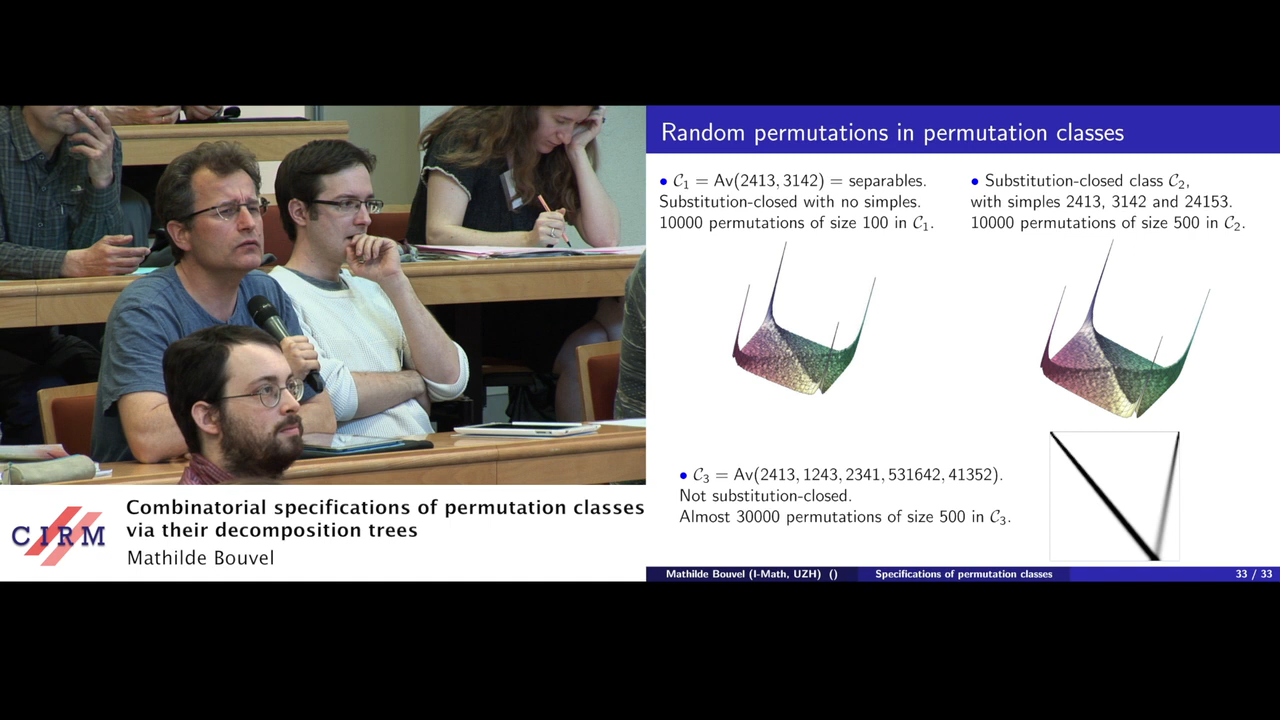 Random permutations in permutation classes
• 𝒞₁ = Av(2413, 3142) = separables.
Substitution-closed with no simples.
10000 permutations of size 100 in 𝒞₁.
• Substitution-closed class 𝒞₂,
with simples 2413, 3142 and 24153.
10000 permutations of size 500 in 𝒞₂.
• 𝒞₃ = Av(2413, 1243, 2341, 531642, 41352).
Not substitution-closed.
Almost 30000 permutations of size 500 in 𝒞₃.
Mathilde Bouvel (I-Math, UZH) () Specifications of permutation classes 33 / 33
CIRM
Combinatorial specifications of permutation classes
via their decomposition trees
Mathilde Bouvel